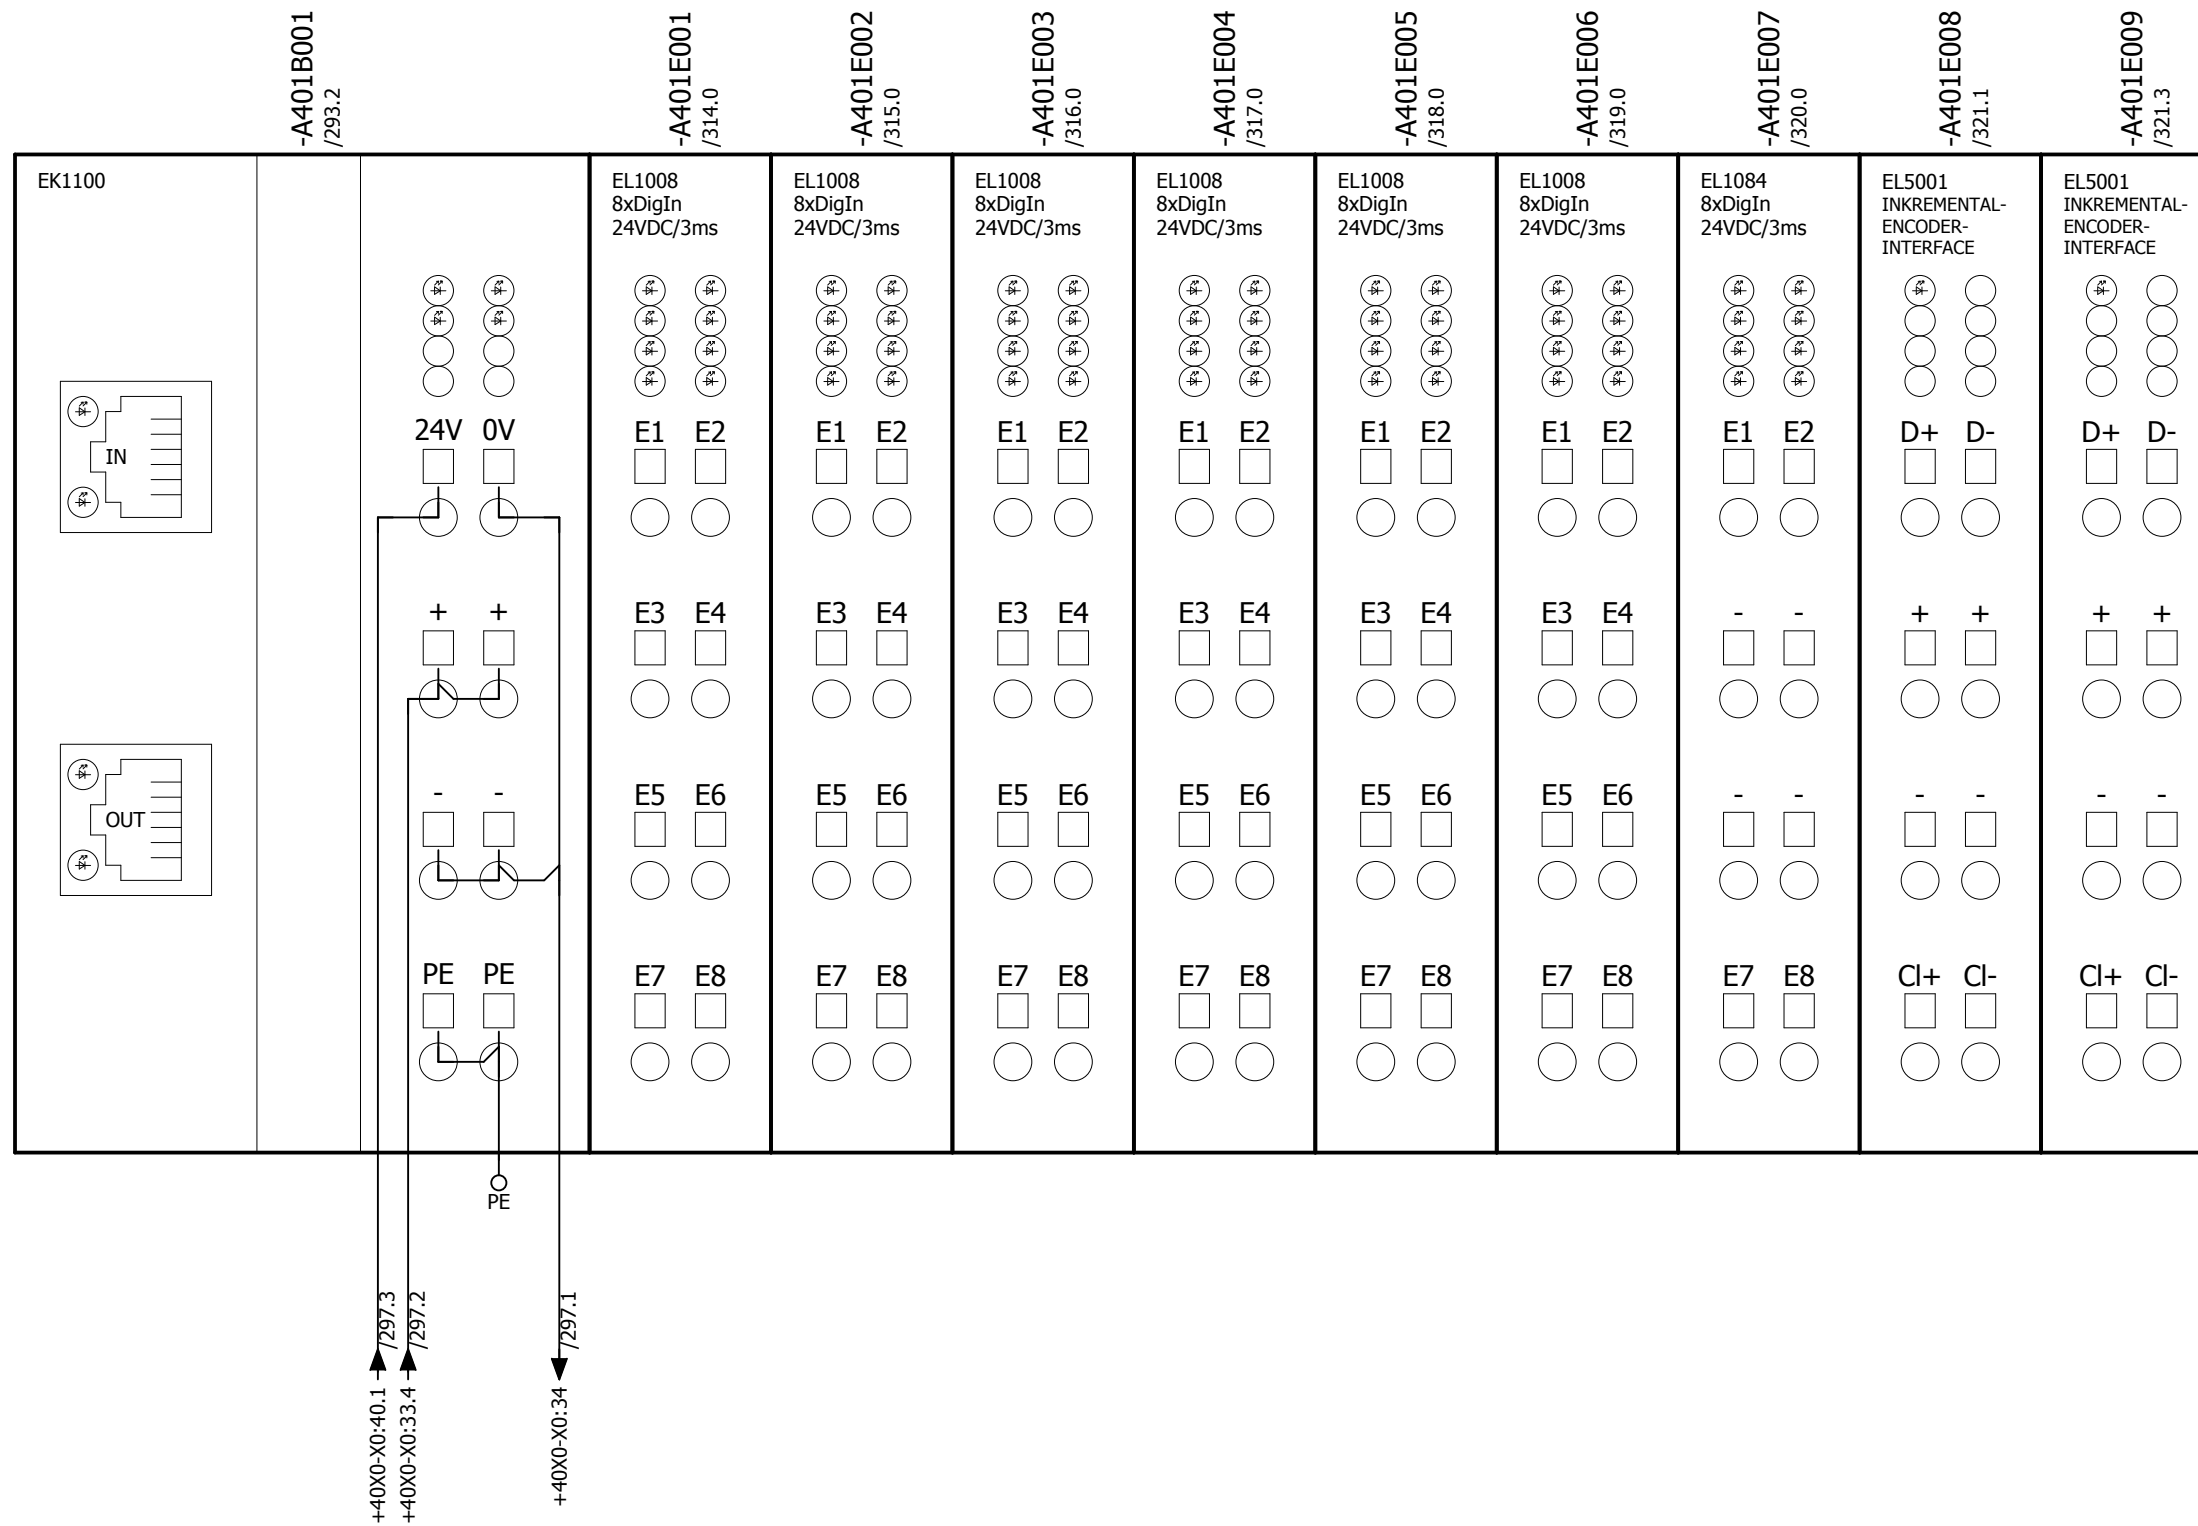 -A401B001
/293.2
-A401E001
/314.0
-A401E002
/315.0
-A401E003
/316.0
-A401E004
/317.0
-A401E005
/318.0
-A401E006
/319.0
-A401E007
/320.0
-A401E008
/321.1
-A401E009
/321.3
EK1100
EL1008
8xDigIn
24VDC/3ms
EL1008
8xDigIn
24VDC/3ms
EL1008
8xDigIn
24VDC/3ms
EL1008
8xDigIn
24VDC/3ms
EL1008
8xDigIn
24VDC/3ms
EL1008
8xDigIn
24VDC/3ms
EL1084
8xDigIn
24VDC/3ms
EL5001
INKREMENTAL-
ENCODER-
INTERFACE
EL5001
INKREMENTAL-
ENCODER-
INTERFACE
24V 0V E1 E2 E1 E2 E1 E2 E1 E2 E1 E2 E1 E2 E1 E2 D+ D- D+ D-
IN
+ + E3 E4 E3 E4 E3 E4 E3 E4 E3 E4 E3 E4 - - + + + +
- - E5 E6 E5 E6 E5 E6 E5 E6 E5 E6 E5 E6 - - - - - -
OUT
PE PE E7 E8 E7 E8 E7 E8 E7 E8 E7 E8 E7 E8 E7 E8 Cl+ Cl- Cl+ Cl-
PE
/297.3
/297.2
/297.1
+40X0-X0:40.1
+40X0-X0:33.4
+40X0-X0:34